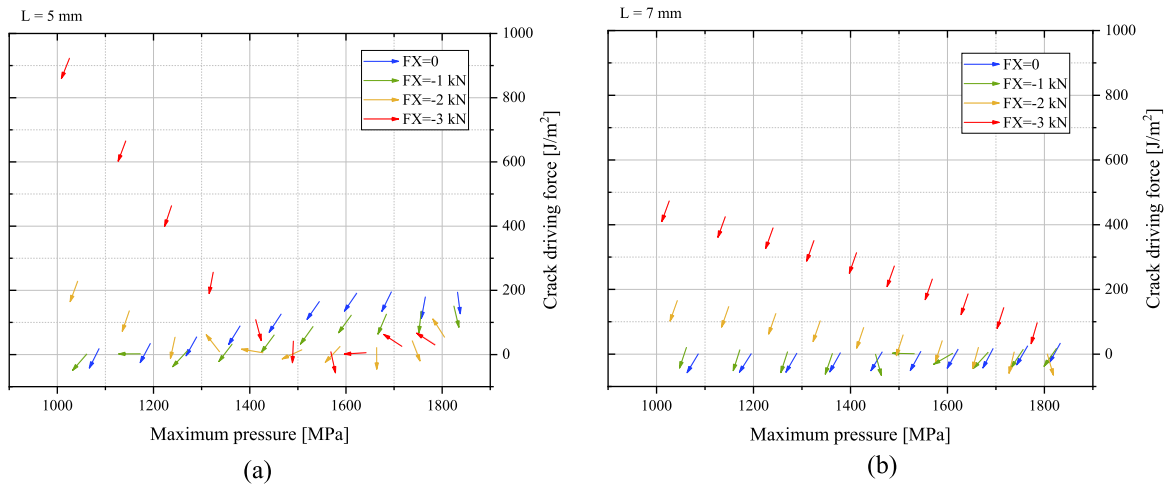 L = 5 mm
FX=0
FX=-1 kN
FX=-2 kN
FX=-3 kN
1000
800
600
400
200
0
Crack driving force [J/m²]
1000 1200 1400 1600 1800
Maximum pressure [MPa]
(a)
L = 7 mm
FX=0
FX=-1 kN
FX=-2 kN
FX=-3 kN
1000
800
600
400
200
0
Crack driving force [J/m²]
1000 1200 1400 1600 1800
Maximum pressure [MPa]
(b)